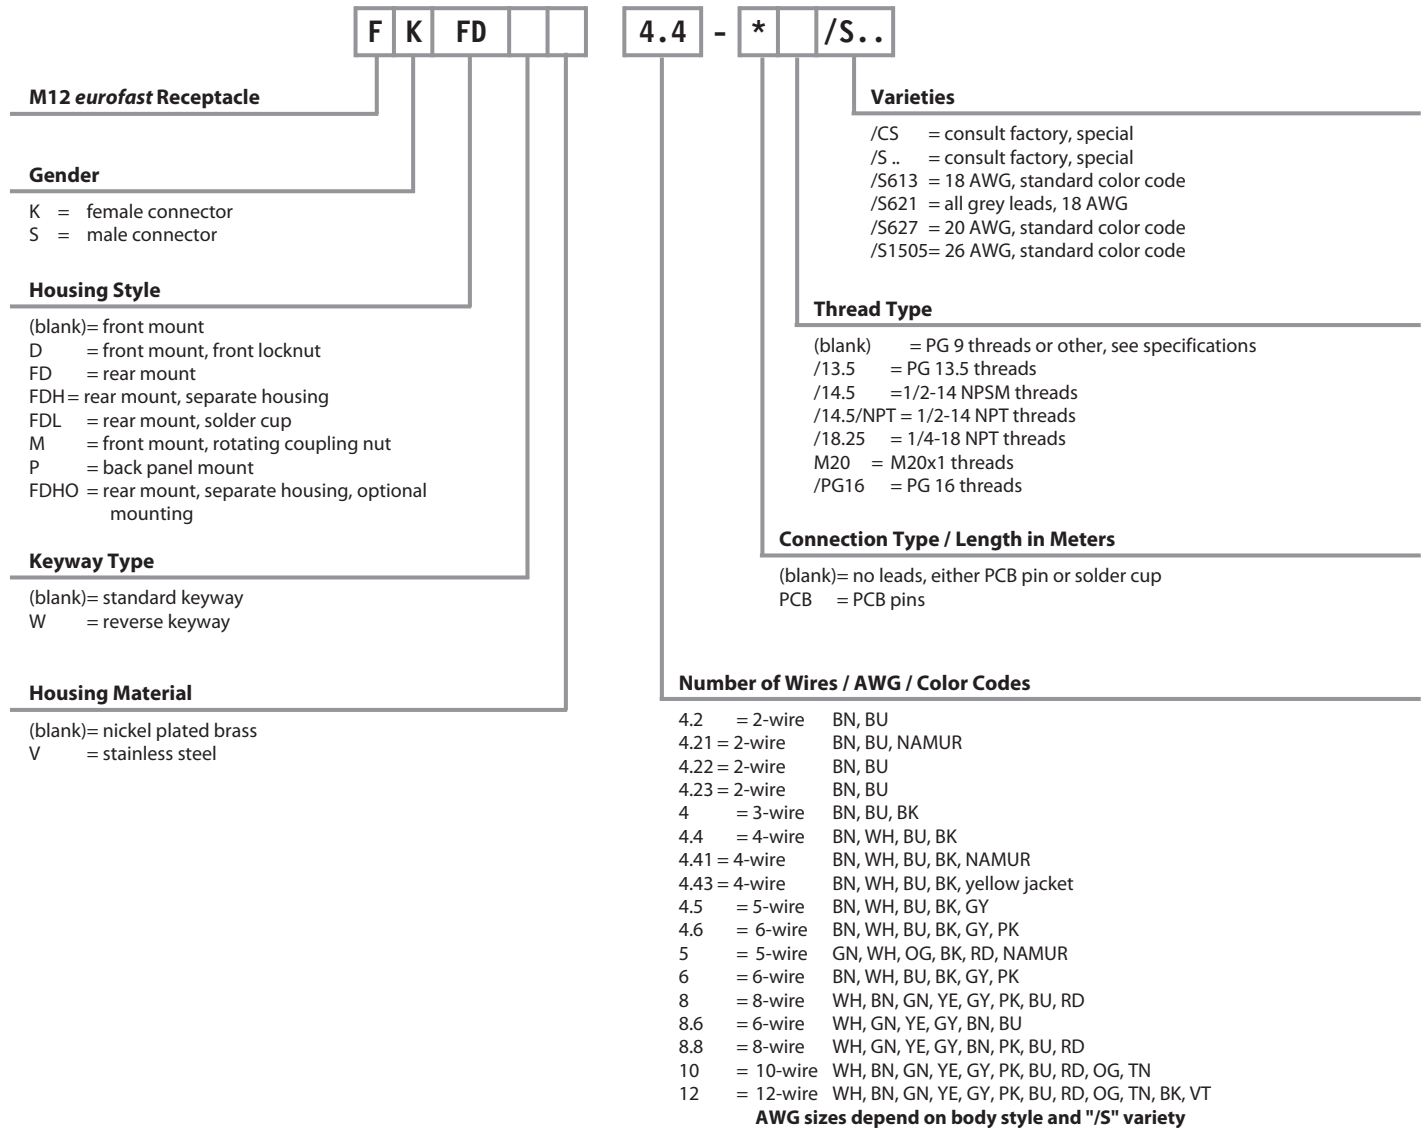 F K FD 4.4 - * /S..
M12 eurofast Receptacle
Gender
K = female connector
S = male connector
Housing Style
(blank)= front mount
D = front mount, front locknut
FD = rear mount
FDH = rear mount, separate housing
FDL = rear mount, solder cup
M = front mount, rotating coupling nut
P = back panel mount
FDHO = rear mount, separate housing, optional
mounting
Keyway Type
(blank)= standard keyway
W = reverse keyway
Housing Material
(blank)= nickel plated brass
V = stainless steel
Varieties
/CS = consult factory, special
/S .. = consult factory, special
/S613 = 18 AWG, standard color code
/S621 = all grey leads, 18 AWG
/S627 = 20 AWG, standard color code
/S1505= 26 AWG, standard color code
Thread Type
(blank) = PG 9 threads or other, see specifications
/13.5 = PG 13.5 threads
/14.5 =1/2-14 NPSM threads
/14.5/NPT = 1/2-14 NPT threads
/18.25 = 1/4-18 NPT threads
M20 = M20x1 threads
/PG16 = PG 16 threads
Connection Type / Length in Meters
(blank)= no leads, either PCB pin or solder cup
PCB = PCB pins
Number of Wires / AWG / Color Codes
4.2 = 2-wire BN, BU
4.21 = 2-wire BN, BU, NAMUR
4.22 = 2-wire BN, BU
4.23 = 2-wire BN, BU
4 = 3-wire BN, BU, BK
4.4 = 4-wire BN, WH, BU, BK
4.41 = 4-wire BN, WH, BU, BK, NAMUR
4.43 = 4-wire BN, WH, BU, BK, yellow jacket
4.5 = 5-wire BN, WH, BU, BK, GY
4.6 = 6-wire BN, WH, BU, BK, GY, PK
5 = 5-wire GN, WH, OG, BK, RD, NAMUR
6 = 6-wire BN, WH, BU, BK, GY, PK
8 = 8-wire WH, BN, GN, YE, GY, PK, BU, RD
8.6 = 6-wire WH, GN, YE, GY, BN, BU
8.8 = 8-wire WH, GN, YE, GY, BN, PK, BU, RD
10 = 10-wire WH, BN, GN, YE, GY, PK, BU, RD, OG, TN
12 = 12-wire WH, BN, GN, YE, GY, PK, BU, RD, OG, TN, BK, VT
AWG sizes depend on body style and "/S" variety